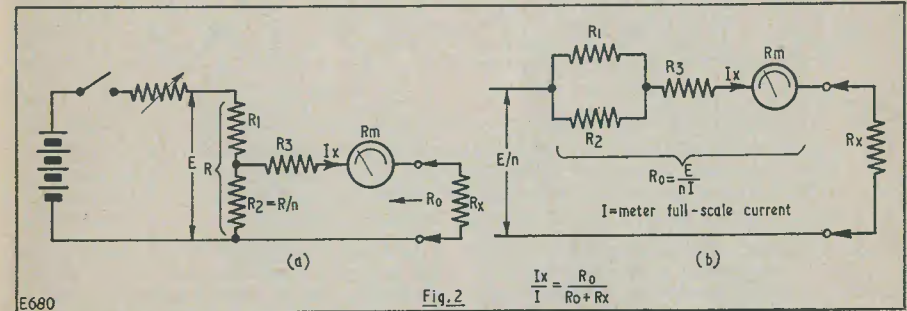 E
R
R1
R2=R/n
R3
Ix
Rm
Ro
Rx
(a)
E/n
R1
R2
R3
Ix
Rm
Rx
Ro = E/nI
I=meter full-scale current
(b)
E680
Fig.2
Ix/I = Ro/Ro+Rx